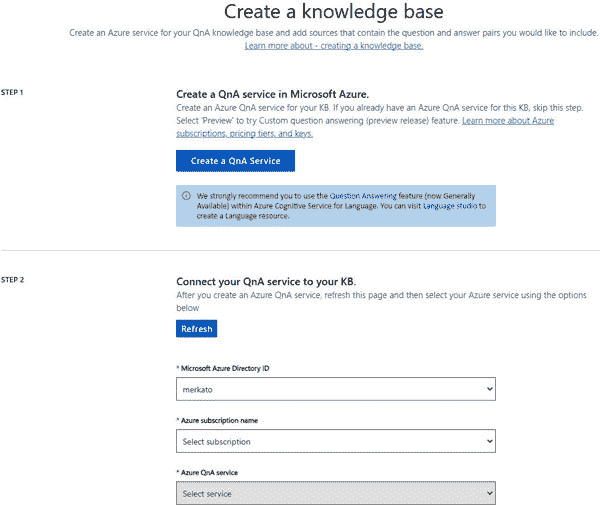 Create a knowledge base
Create an Azure service for your QnA knowledge base and add sources that contain the question and answer pairs you would like to include.
Learn more about - creating a knowledge base.
STEP 1
Create a QnA service in Microsoft Azure.
Create an Azure QnA service for your KB. If you already have an Azure QnA service for this KB, skip this step.
Select 'Preview' to try Custom question answering (preview release) feature. Learn more about Azure
subscriptions, pricing tiers, and keys.
Create a QnA Service
We strongly recommend you to use the Question Answering feature (now Generally
Available) within Azure Cognitive Service for Language. You can visit Language studio to
create a Language resource.
STEP 2
Connect your QnA service to your KB.
After you create an Azure QnA service, refresh this page and then select your Azure service using the options
below
Refresh
* Microsoft Azure Directory ID
merkato
* Azure subscription name
Select subscription
* Azure QnA service
Select service